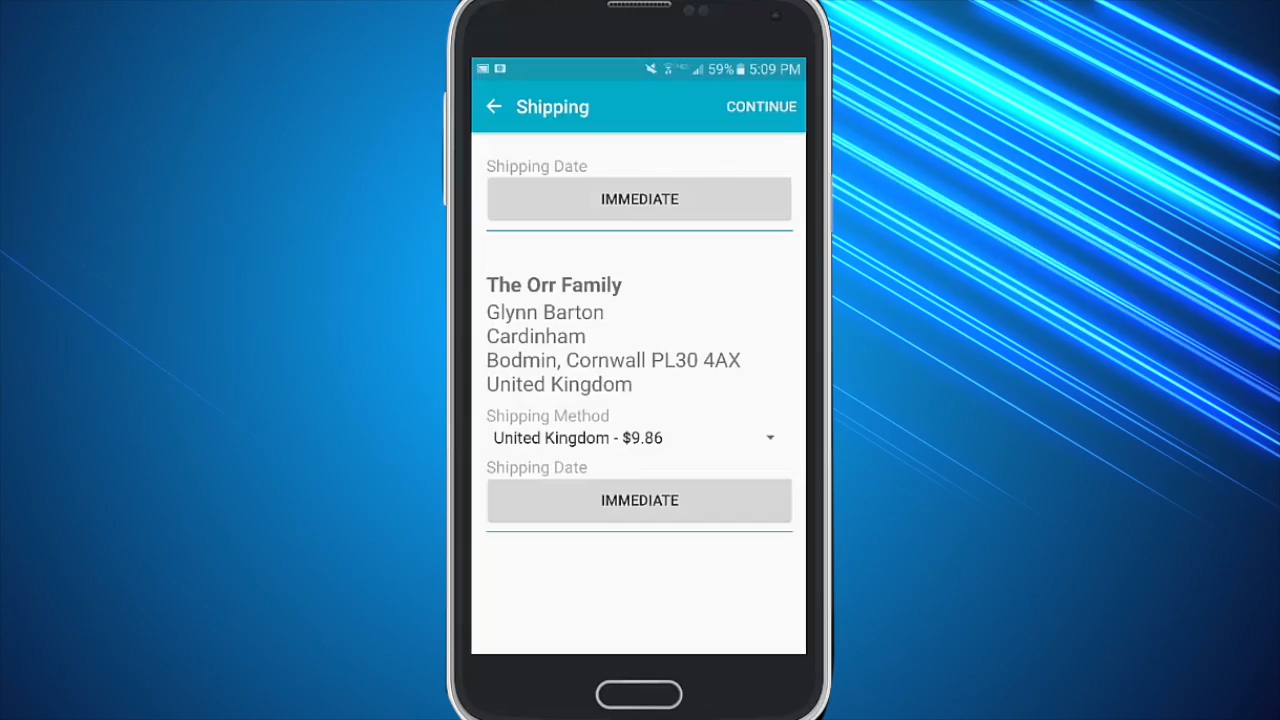 59% 5:09 PM
Shipping CONTINUE
Shipping Date
IMMEDIATE
The Orr Family
Glynn Barton
Cardinham
Bodmin, Cornwall PL30 4AX
United Kingdom
Shipping Method
United Kingdom - $9.86
Shipping Date
IMMEDIATE